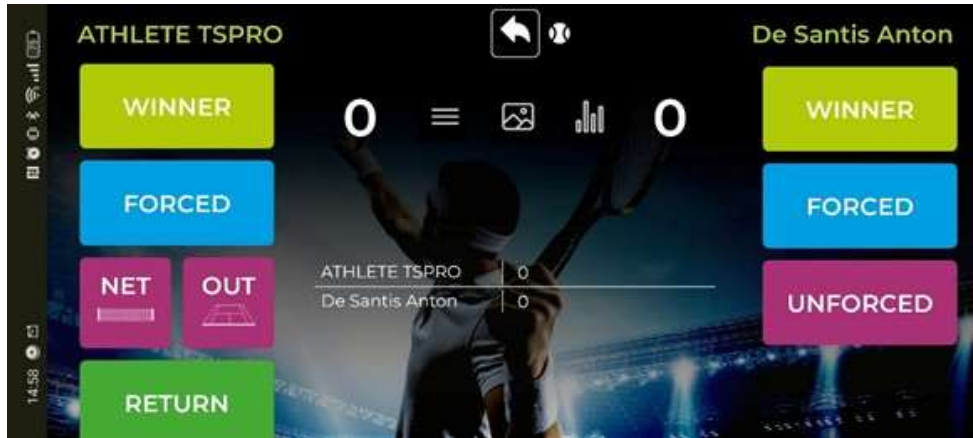 ATHLETE TSPRO
De Santis Anton
WINNER
0
0
WINNER
FORCED
FORCED
ATHLETE TSPRO 0
De Santis Anton 0
NET
OUT
UNFORCED
RETURN
14:58
25